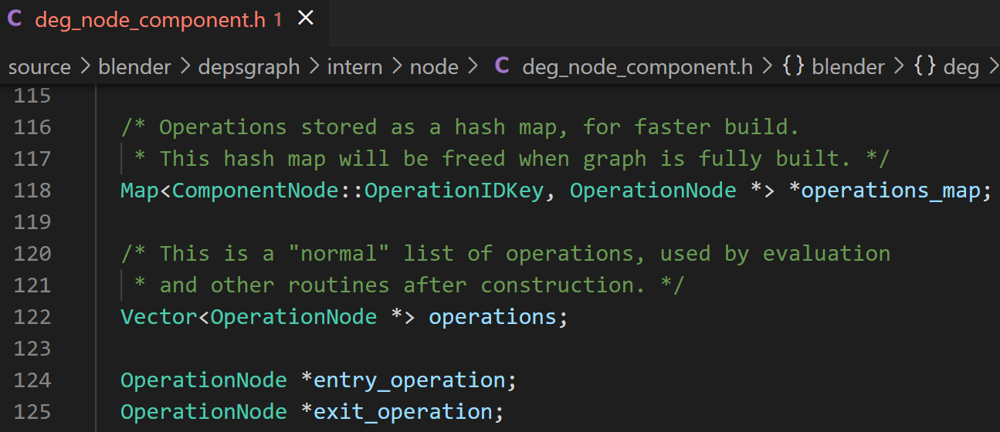 C deg_node_component.h 1 ×
source > blender > depsgraph > intern > node > C deg_node_component.h > {} blender > {} deg >
115
116 /* Operations stored as a hash map, for faster build.
117 * This hash map will be freed when graph is fully built. */
118 Map<ComponentNode::OperationIDKey, OperationNode *> *operations_map;
119
120 /* This is a "normal" list of operations, used by evaluation
121 * and other routines after construction. */
122 Vector<OperationNode *> operations;
123
124 OperationNode *entry_operation;
125 OperationNode *exit_operation;